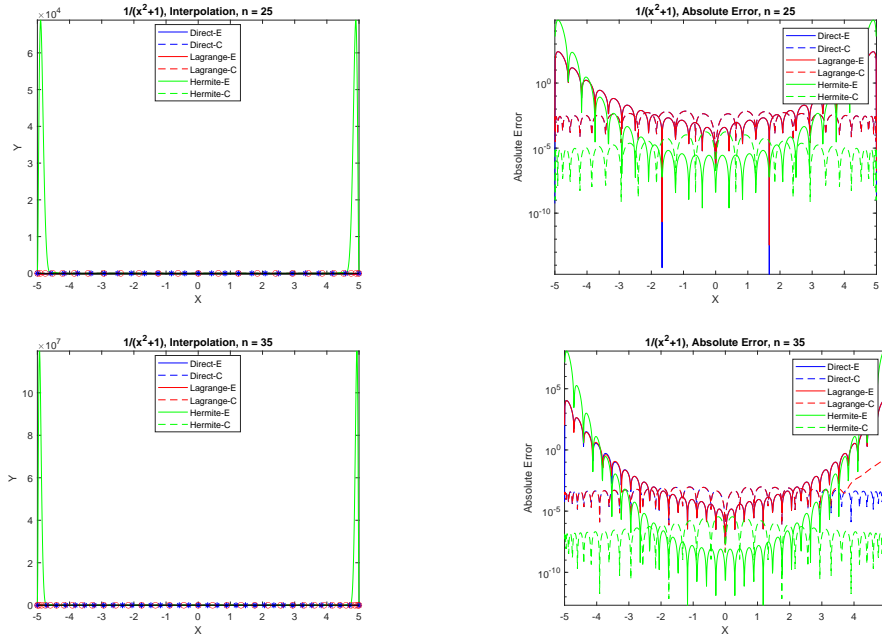 1/(x²+1), Interpolation, n = 25
×10⁴
6
5
4
3
2
1
0
Y
-5 -4 -3 -2 -1 0 1 2 3 4 5
X
Direct-E
Direct-C
Lagrange-E
Lagrange-C
Hermite-E
Hermite-C
1/(x²+1), Absolute Error, n = 25
10⁰
10⁻⁵
10⁻¹⁰
Absolute Error
-5 -4 -3 -2 -1 0 1 2 3 4 5
X
Direct-E
Direct-C
Lagrange-E
Lagrange-C
Hermite-E
Hermite-C
1/(x²+1), Interpolation, n = 35
×10⁷
10
8
6
4
2
0
Y
-5 -4 -3 -2 -1 0 1 2 3 4 5
X
Direct-E
Direct-C
Lagrange-E
Lagrange-C
Hermite-E
Hermite-C
1/(x²+1), Absolute Error, n = 35
10⁵
10⁰
10⁻⁵
10⁻¹⁰
Absolute Error
-5 -4 -3 -2 -1 0 1 2 3 4 5
X
Direct-E
Direct-C
Lagrange-E
Lagrange-C
Hermite-E
Hermite-C